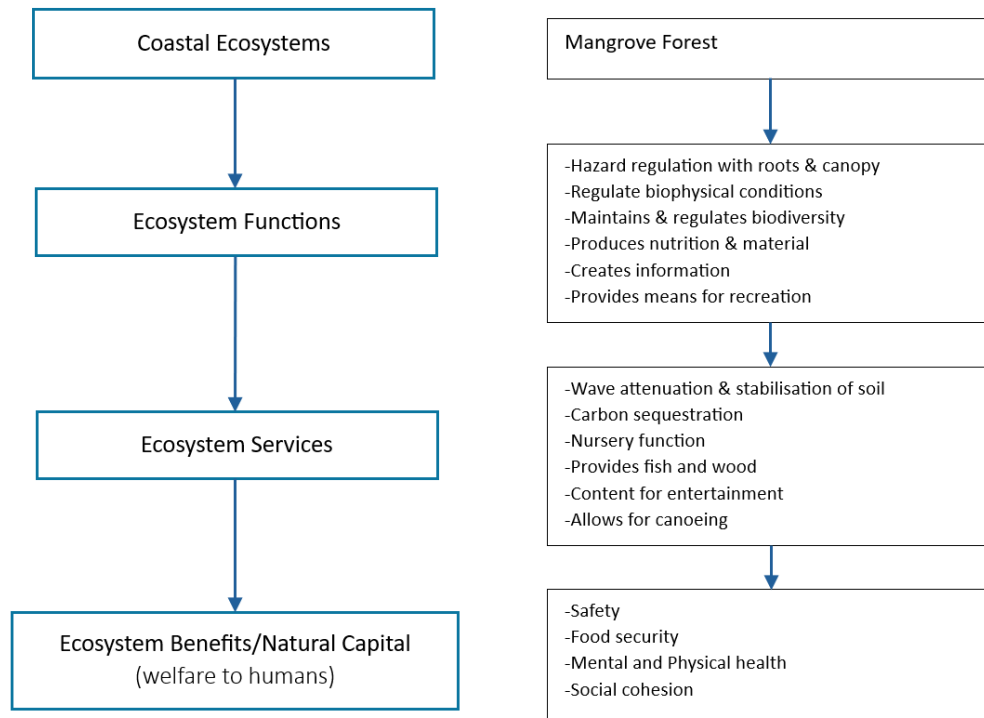 Coastal Ecosystems
Mangrove Forest
Ecosystem Functions
-Hazard regulation with roots & canopy
-Regulate biophysical conditions
-Maintains & regulates biodiversity
-Produces nutrition & material
-Creates information
-Provides means for recreation
Ecosystem Services
-Wave attenuation & stabilisation of soil
-Carbon sequestration
-Nursery function
-Provides fish and wood
-Content for entertainment
-Allows for canoeing
Ecosystem Benefits/Natural Capital
(welfare to humans)
-Safety
-Food security
-Mental and Physical health
-Social cohesion